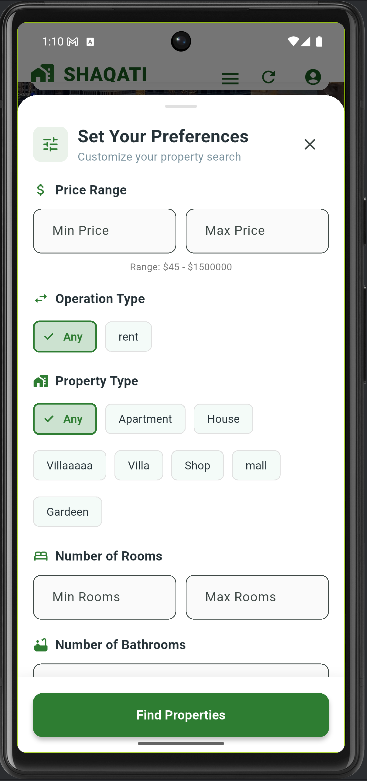 1:10
SHAQATI
Set Your Preferences
Customize your property search
Price Range
Min Price Max Price
Range: $45 - $1500000
Operation Type
Any rent
Property Type
Any Apartment House
Villaaaaa Villa Shop mall
Gardeen
Number of Rooms
Min Rooms Max Rooms
Number of Bathrooms
Find Properties